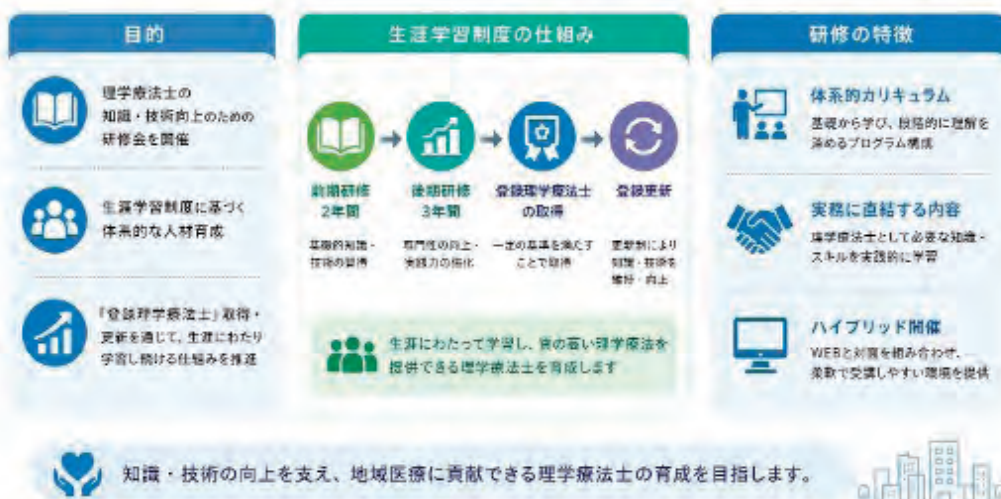 目的
理学療法士の
知識・技術向上のための
研修会を開催
生涯学習制度に基づく
体系的な人材育成
「登録理学療法士」取得・
更新を通じて、生涯にわたり
学習し続ける仕組みを推進
生涯学習制度の仕組み
前期研修
2年間
基礎的知識・
技術の習得
後期研修
3年間
専門性の向上・
実践力の強化
登録理学療法士
の取得
一定の基準を満たす
ことで取得
登録更新
更新制により
知識・技術を
維持・向上
生涯にわたって学習し、質の高い理学療法を
提供できる理学療法士を育成します
研修の特徴
体系的カリキュラム
基礎から学び、段階的に理解を
深めるプログラム構成
実務に直結する内容
理学療法士として必要な知識・
スキルを実践的に学習
ハイブリッド開催
WEBと対面を組み合わせ、
柔軟で受講しやすい環境を提供
知識・技術の向上を支え、地域医療に貢献できる理学療法士の育成を目指します。